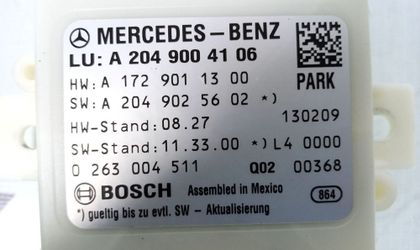 MERCEDES-BENZ
LU: A 204 900 41 06
HW: A 172 901 13 00 PARK
SW: A 204 902 56 02 *)
HW-Stand: 08.27 130209
SW-Stand: 11.33.00 *) L4 0000
0 263 004 511 Q02 00368
BOSCH Assembled in Mexico
*) gueltig bis zu evtl. SW - Aktualisierung 864